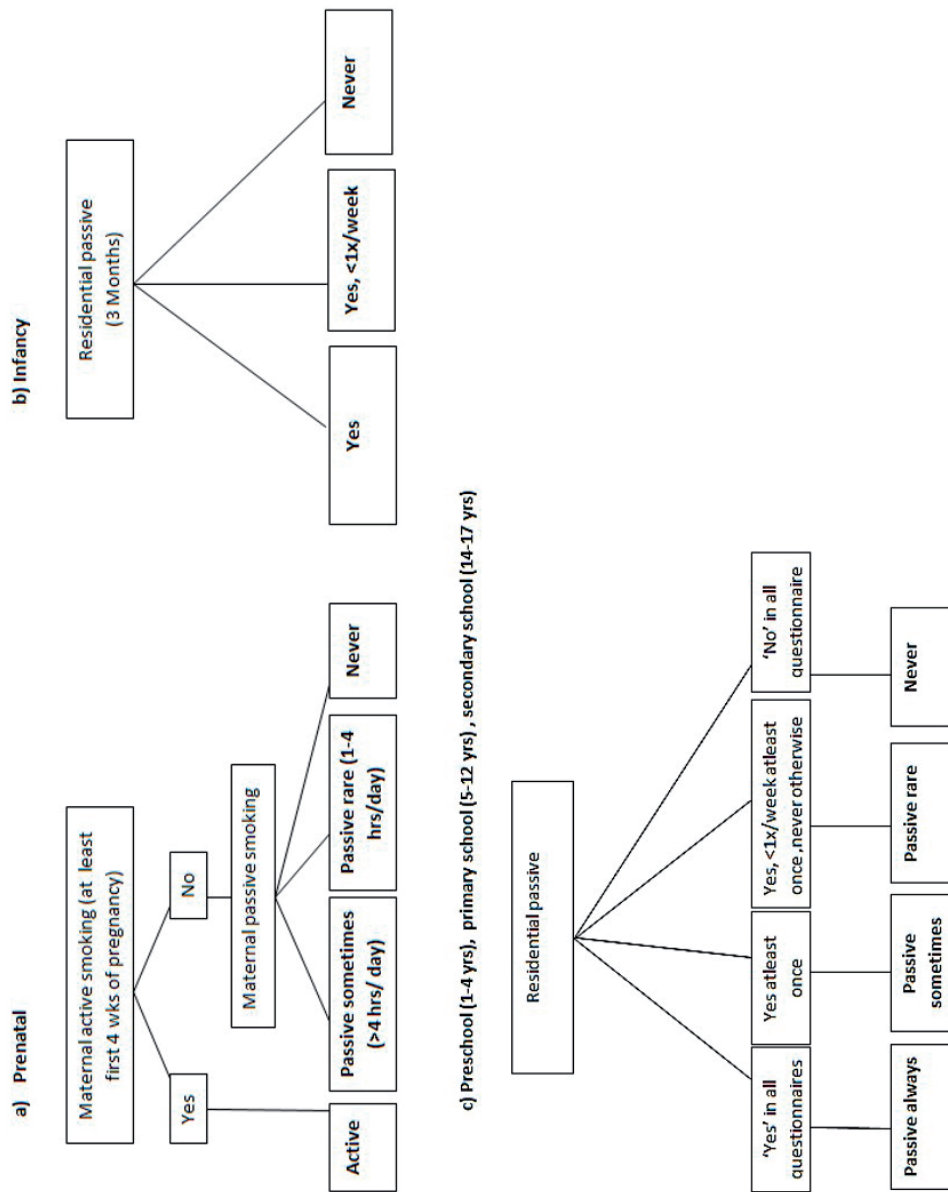 a) Prenatal
Maternal active smoking (at least
first 4 wks of pregnancy)
Yes
No
Maternal passive smoking
Active
Passive sometimes
(>4 hrs/ day)
Passive rare (1-4
hrs/day)
Never
b) Infancy
Residential passive
(3 Months)
Yes
Yes, <1x/week
Never
c) Preschool (1-4 yrs), primary school (5-12 yrs) , secondary school (14-17 yrs)
Residential passive
'Yes' in all
questionnaires
Yes atleast
once
Yes, <1x/week atleast
once ,never otherwise
'No' in all
questionnaire
Passive always
Passive
sometimes
Passive rare
Never